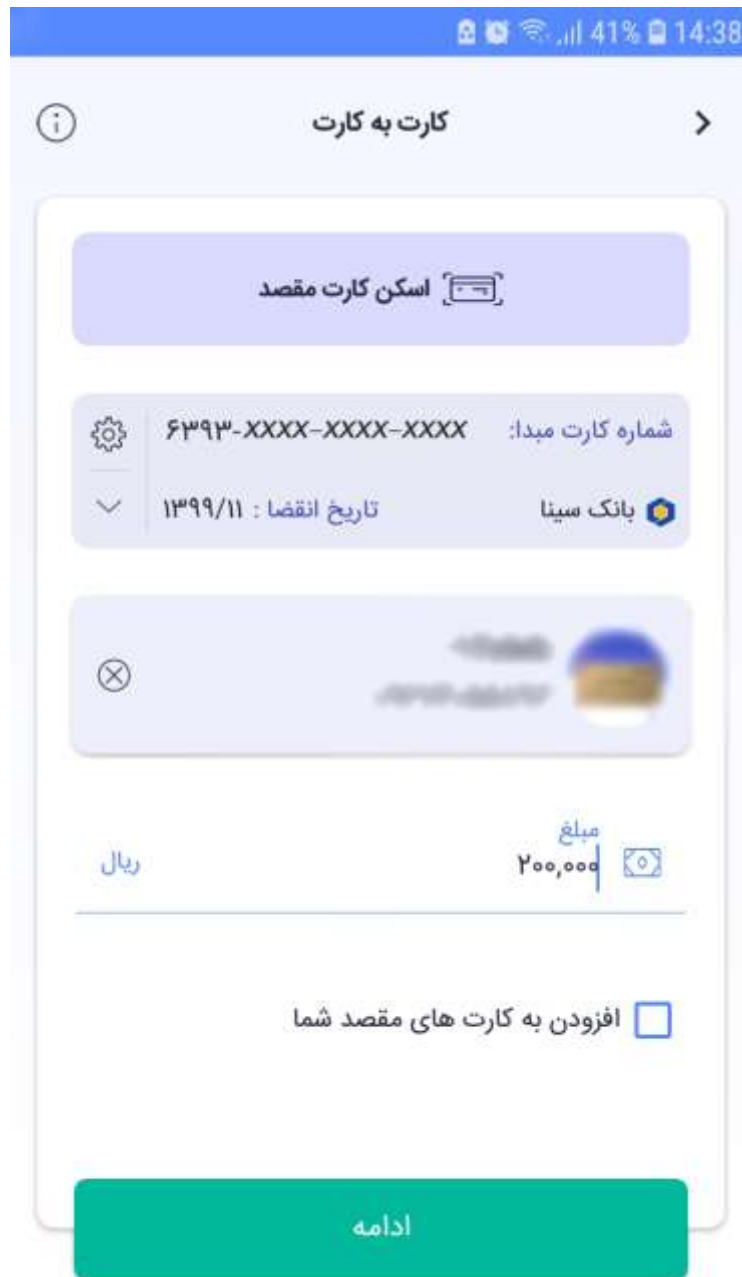 41% 14:38
کارت به کارت
اسکن کارت مقصد
شماره کارت مبدا: ۶۳۹۳-XXXX-XXXX-XXXX
بانک سینا تاریخ انقضا : ۱۳۹۹/۱۱
مبلغ
۲۰۰,۰۰۰ ریال
افزودن به کارت های مقصد شما
ادامه